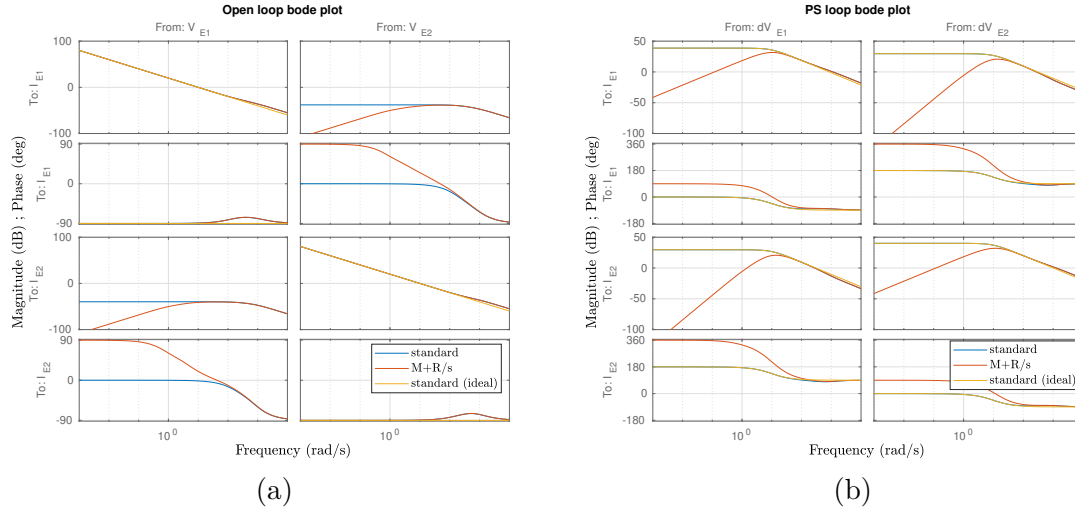 Open loop bode plot
From: V E1
From: V E2
Magnitude (dB) ; Phase (deg)
To: I E1
100
0
-100
To: I E1
90
0
-90
To: I E2
100
0
-100
To: I E2
90
0
-90
standard
M+R/s
standard (ideal)
10^0
10^0
Frequency (rad/s)
(a)
PS loop bode plot
From: dV E1
From: dV E2
Magnitude (dB) ; Phase (deg)
To: I E1
50
0
-50
-100
To: I E1
360
180
0
-180
To: I E2
50
0
-50
-100
To: I E2
360
180
0
-180
standard
M+R/s
standard (ideal)
10^0
10^0
Frequency (rad/s)
(b)